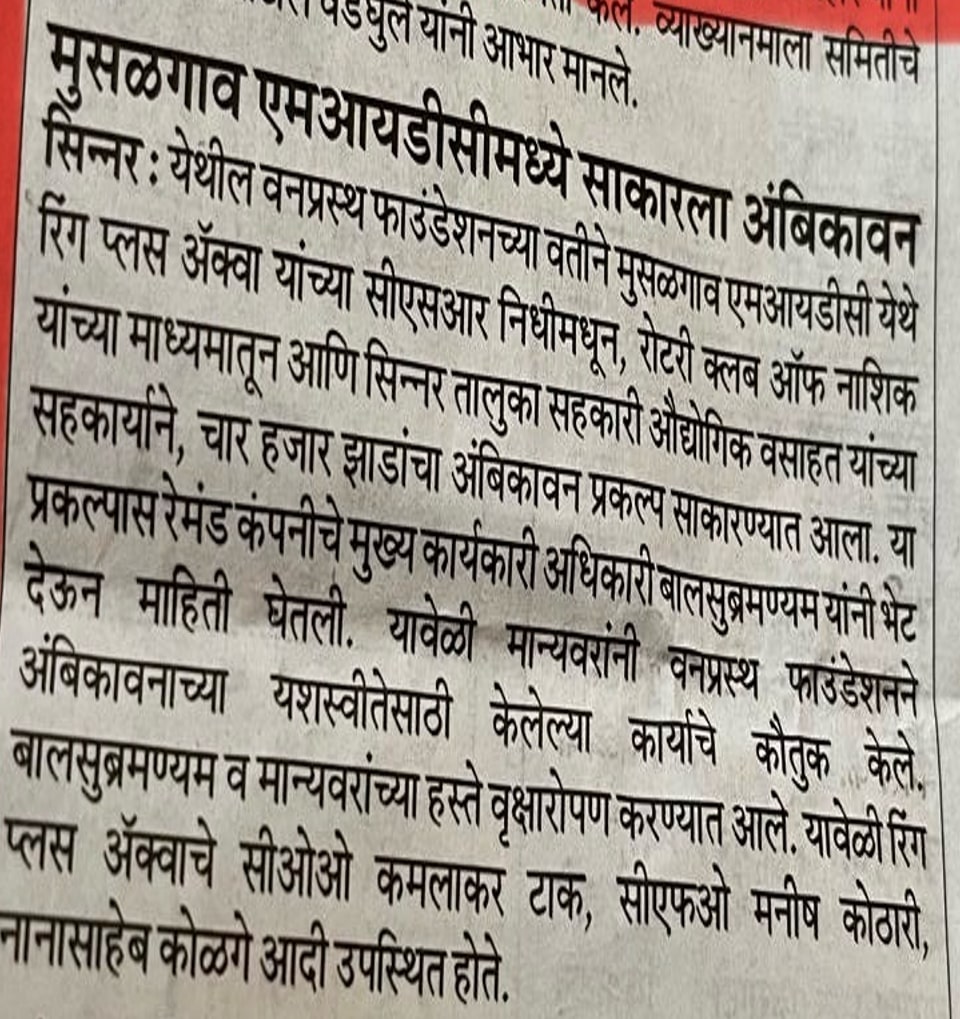 केले. व्याख्यानमाला समितीचे
यांनी आभार मानले.
मुसळगाव एमआयडीसीमध्ये साकारला अंबिकावन
सिन्नर : येथील वनप्रस्थ फाउंडेशनच्या वतीने मुसळगाव एमआयडीसी येथे
रिंग प्लस ॲक्वा यांच्या सीएसआर निधीमधून, रोटरी क्लब ऑफ नाशिक
यांच्या माध्यमातून आणि सिन्नर तालुका सहकारी औद्योगिक वसाहत यांच्या
सहकार्याने, चार हजार झाडांचा अंबिकावन प्रकल्प साकारण्यात आला. या
प्रकल्पास रेमंड कंपनीचे मुख्य कार्यकारी अधिकारी बालसुब्रमण्यम यांनी भेट
देऊन माहिती घेतली. यावेळी मान्यवरांनी वनप्रस्थ फाउंडेशनने
अंबिकावनाच्या यशस्वीतेसाठी केलेल्या कार्याचे कौतुक केले.
बालसुब्रमण्यम व मान्यवरांच्या हस्ते वृक्षारोपण करण्यात आले. यावेळी रिंग
प्लस ॲक्वाचे सीओओ कमलाकर टाक, सीएफओ मनीष कोठारी,
नानासाहेब कोळगे आदी उपस्थित होते.